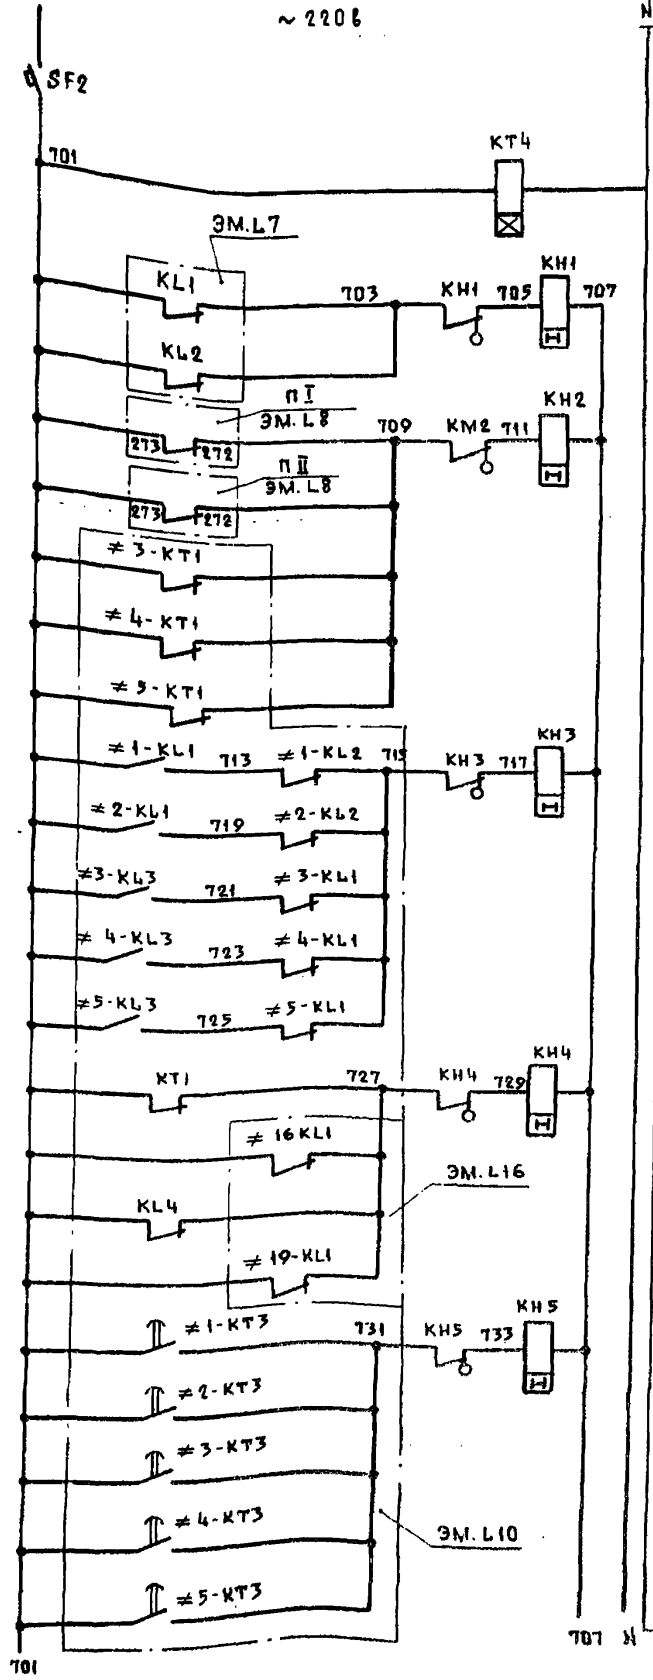 ~ 220 в
N
SF2
701
KT4
ЭМ.L7
KL1
703
KH1
705
KH1
707
KL2
П I
ЭМ.L8
273
272
709
KM2
711
KH2
П II
ЭМ.L8
273
272
≠ 3-KT1
≠ 4-KT1
≠ 5-KT1
≠1-KL1
713
≠1-KL2
715
KH3
717
KH3
≠2-KL1
719
≠2-KL2
≠3-KL3
721
≠3-KL1
≠ 4-KL3
723
≠4-KL1
≠5-KL3
725
≠5-KL1
KT1
727
KH4
729
KH4
≠ 16KL1
ЭМ.L16
KL4
≠ 19-KL1
≠1-KT3
731
KH5
733
KH5
≠2-KT3
≠3-KT3
≠4-KT3
ЭМ.L10
≠5-KT3
701
707
N